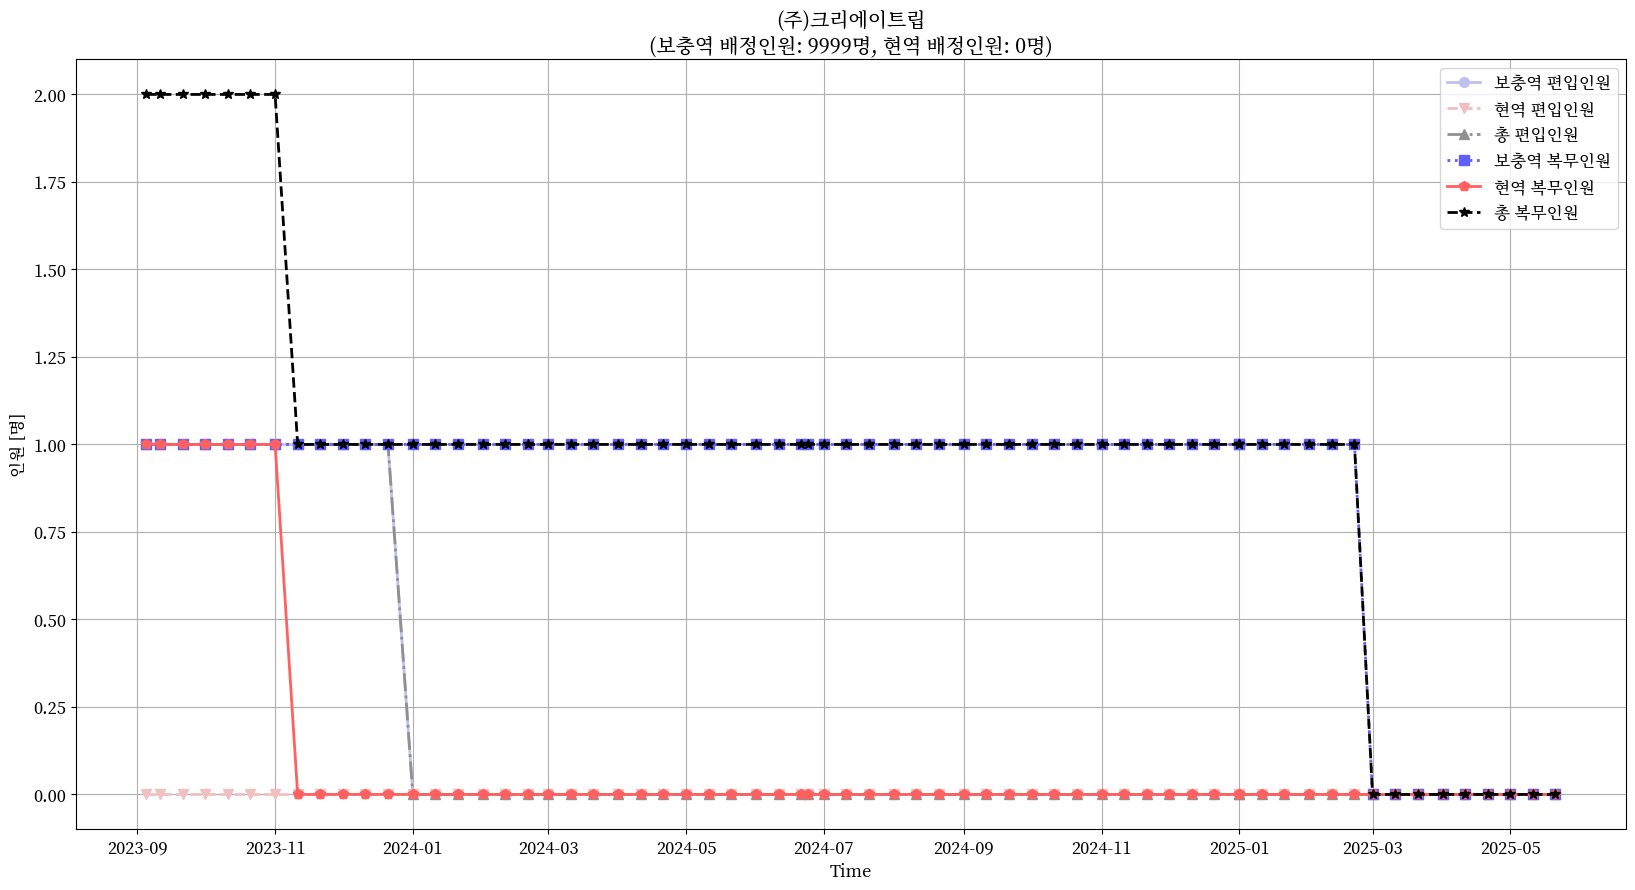 (주)크리에이트립
(보충역 배정인원: 9999명, 현역 배정인원: 0명)
보충역 편입인원
현역 편입인원
총 편입인원
보충역 복무인원
현역 복무인원
총 복무인원
인원 [명]
2.00
1.75
1.50
1.25
1.00
0.75
0.50
0.25
0.00
2023-09 2023-11 2024-01 2024-03 2024-05 2024-07 2024-09 2024-11 2025-01 2025-03 2025-05
Time